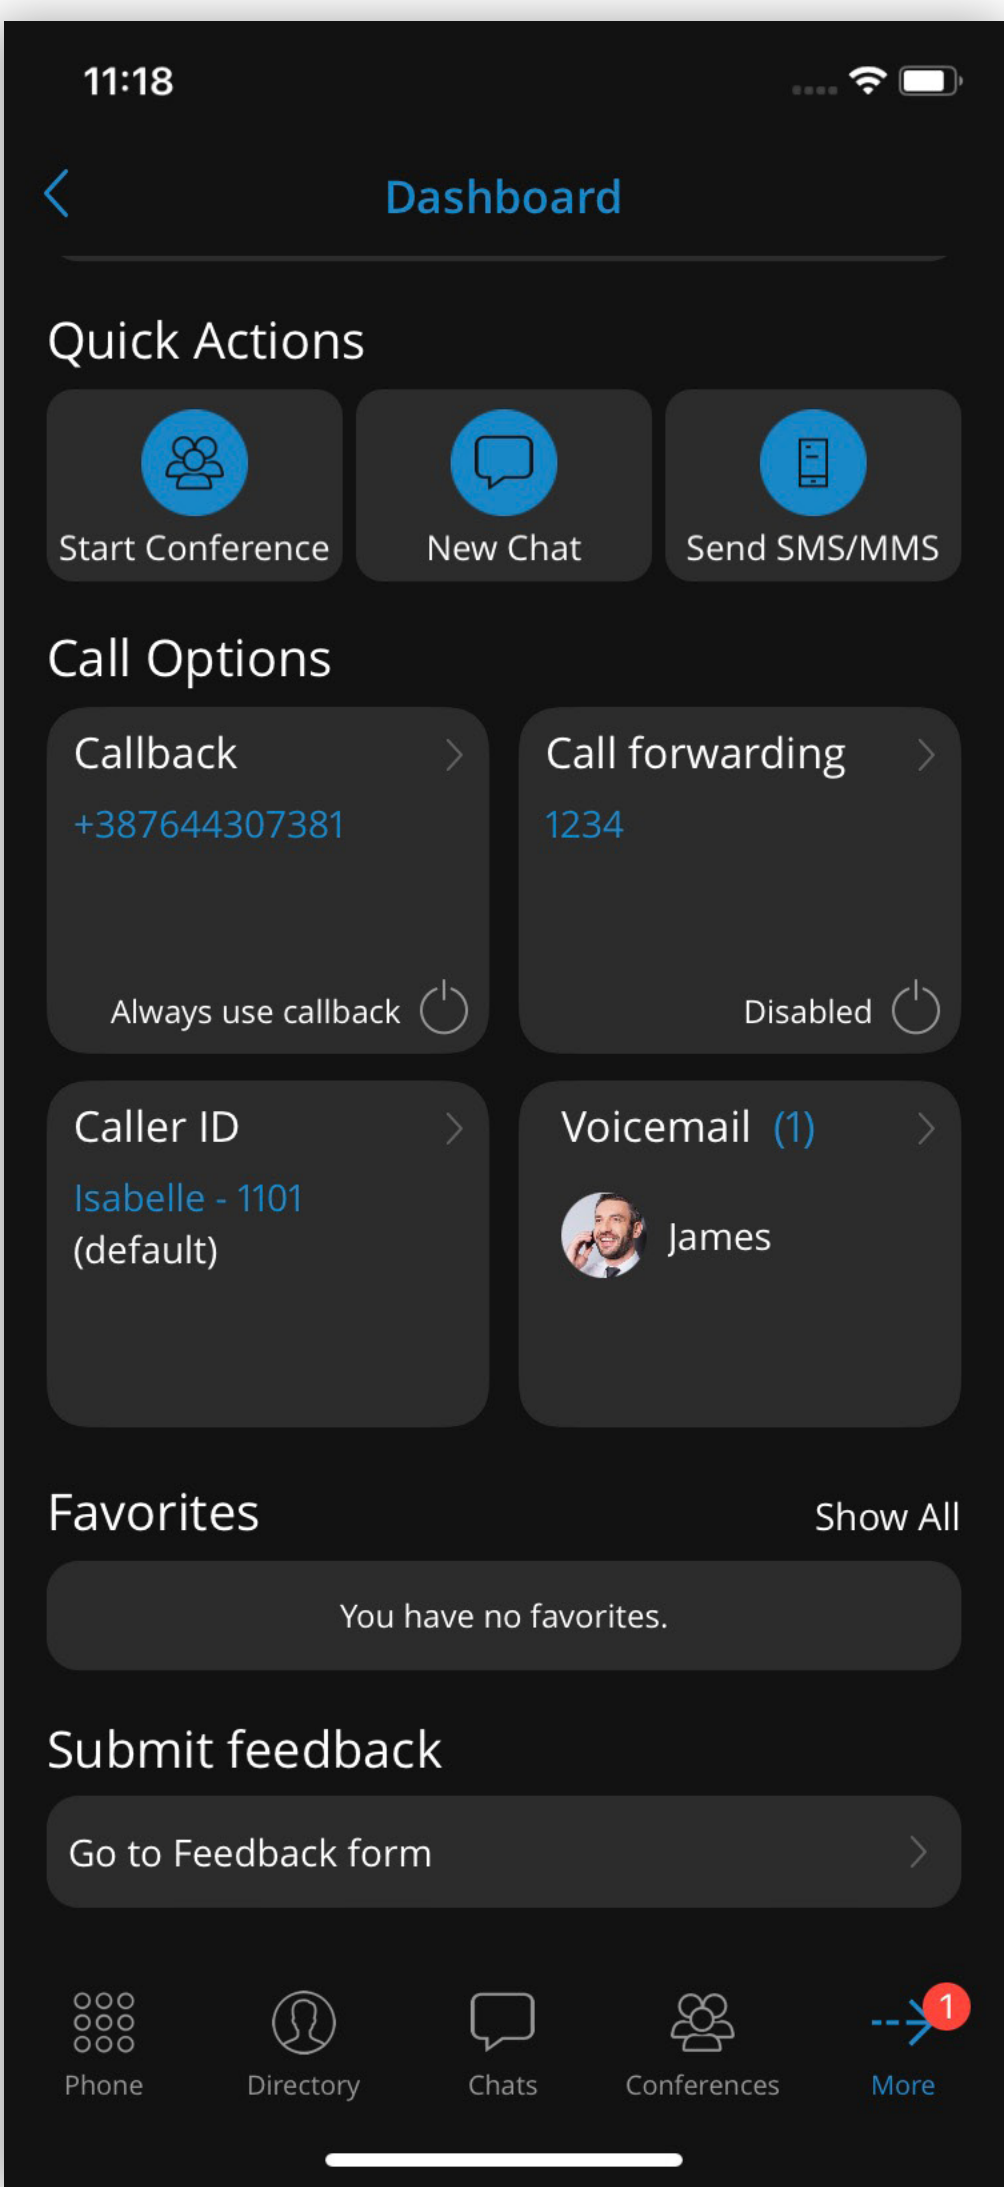 11:18
Dashboard
Quick Actions
Start Conference
New Chat
Send SMS/MMS
Call Options
Callback
+387644307381
Always use callback
Call forwarding
1234
Disabled
Caller ID
Isabelle - 1101
(default)
Voicemail (1)
James
Favorites
Show All
You have no favorites.
Submit feedback
Go to Feedback form
1
Phone
Directory
Chats
Conferences
More